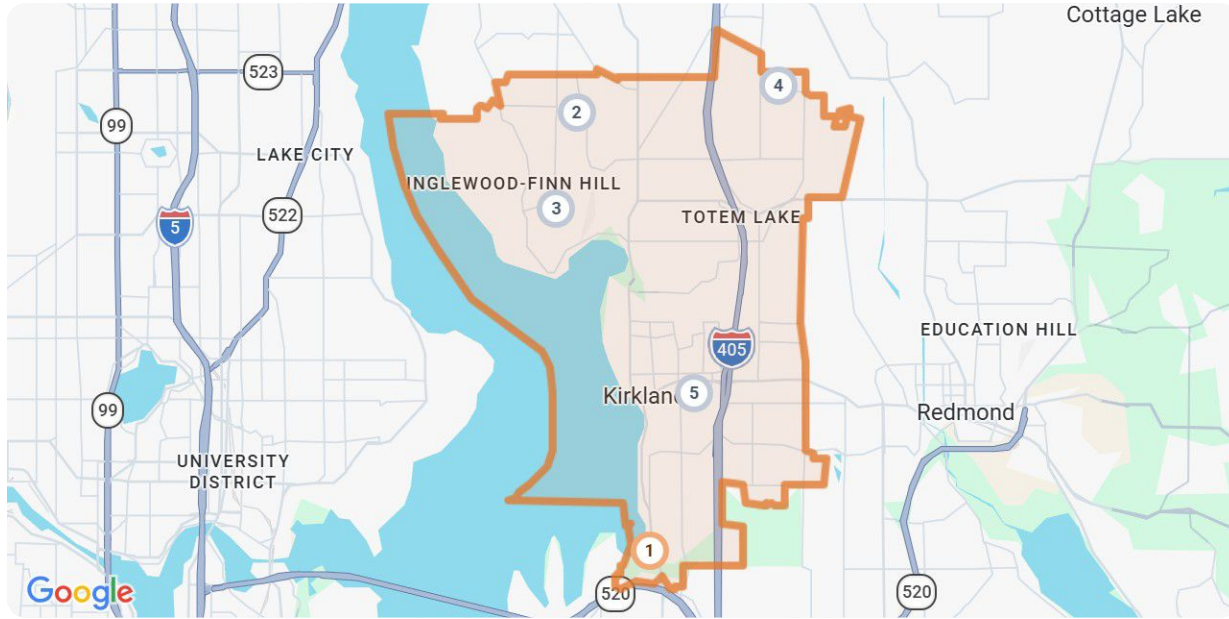 Cottage Lake
523
4
99
2
LAKE CITY
INGLEWOOD-FINN HILL
3
522
5
TOTEM LAKE
EDUCATION HILL
405
5
99
Redmond
UNIVERSITY
DISTRICT
1
520
520
Google